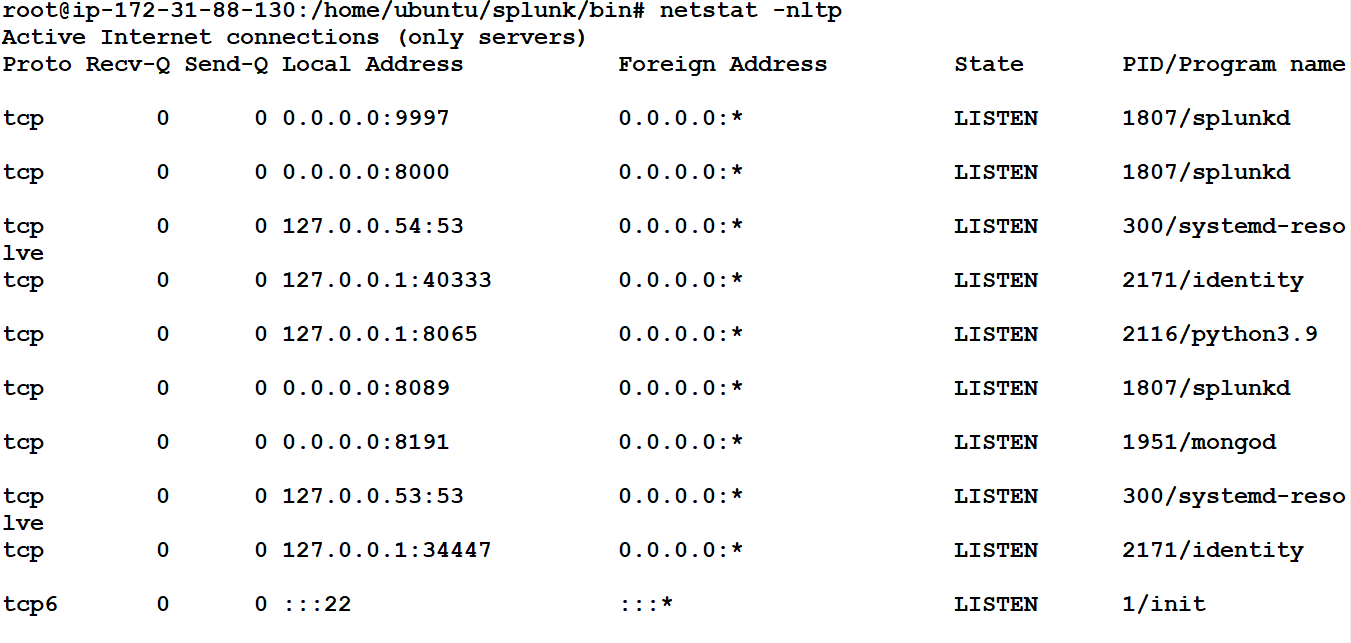 root@ip-172-31-88-130:/home/ubuntu/splunk/bin# netstat -nltp
Active Internet connections (only servers)
Proto Recv-Q Send-Q Local Address           Foreign Address         State       PID/Program name
tcp        0      0 0.0.0.0:9997            0.0.0.0:*               LISTEN      1807/splunkd
tcp        0      0 0.0.0.0:8000            0.0.0.0:*               LISTEN      1807/splunkd
tcp        0      0 127.0.0.54:53           0.0.0.0:*               LISTEN      300/systemd-reso
lve
tcp        0      0 127.0.0.1:40333         0.0.0.0:*               LISTEN      2171/identity
tcp        0      0 127.0.0.1:8065          0.0.0.0:*               LISTEN      2116/python3.9
tcp        0      0 0.0.0.0:8089            0.0.0.0:*               LISTEN      1807/splunkd
tcp        0      0 0.0.0.0:8191            0.0.0.0:*               LISTEN      1951/mongod
tcp        0      0 127.0.0.53:53           0.0.0.0:*               LISTEN      300/systemd-reso
lve
tcp        0      0 127.0.0.1:34447         0.0.0.0:*               LISTEN      2171/identity
tcp6       0      0 :::22                   :::*                    LISTEN      1/init